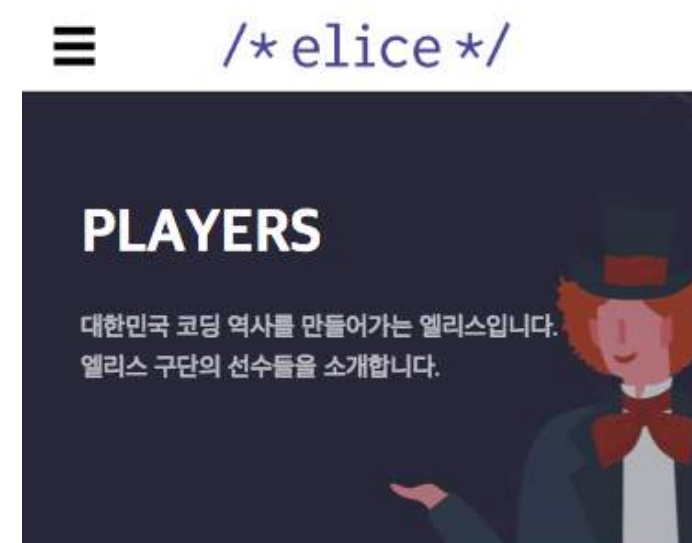 /* elice */
PLAYERS
대한민국 코딩 역사를 만들어가는 엘리스입니다.
엘리스 구단의 선수들을 소개합니다.